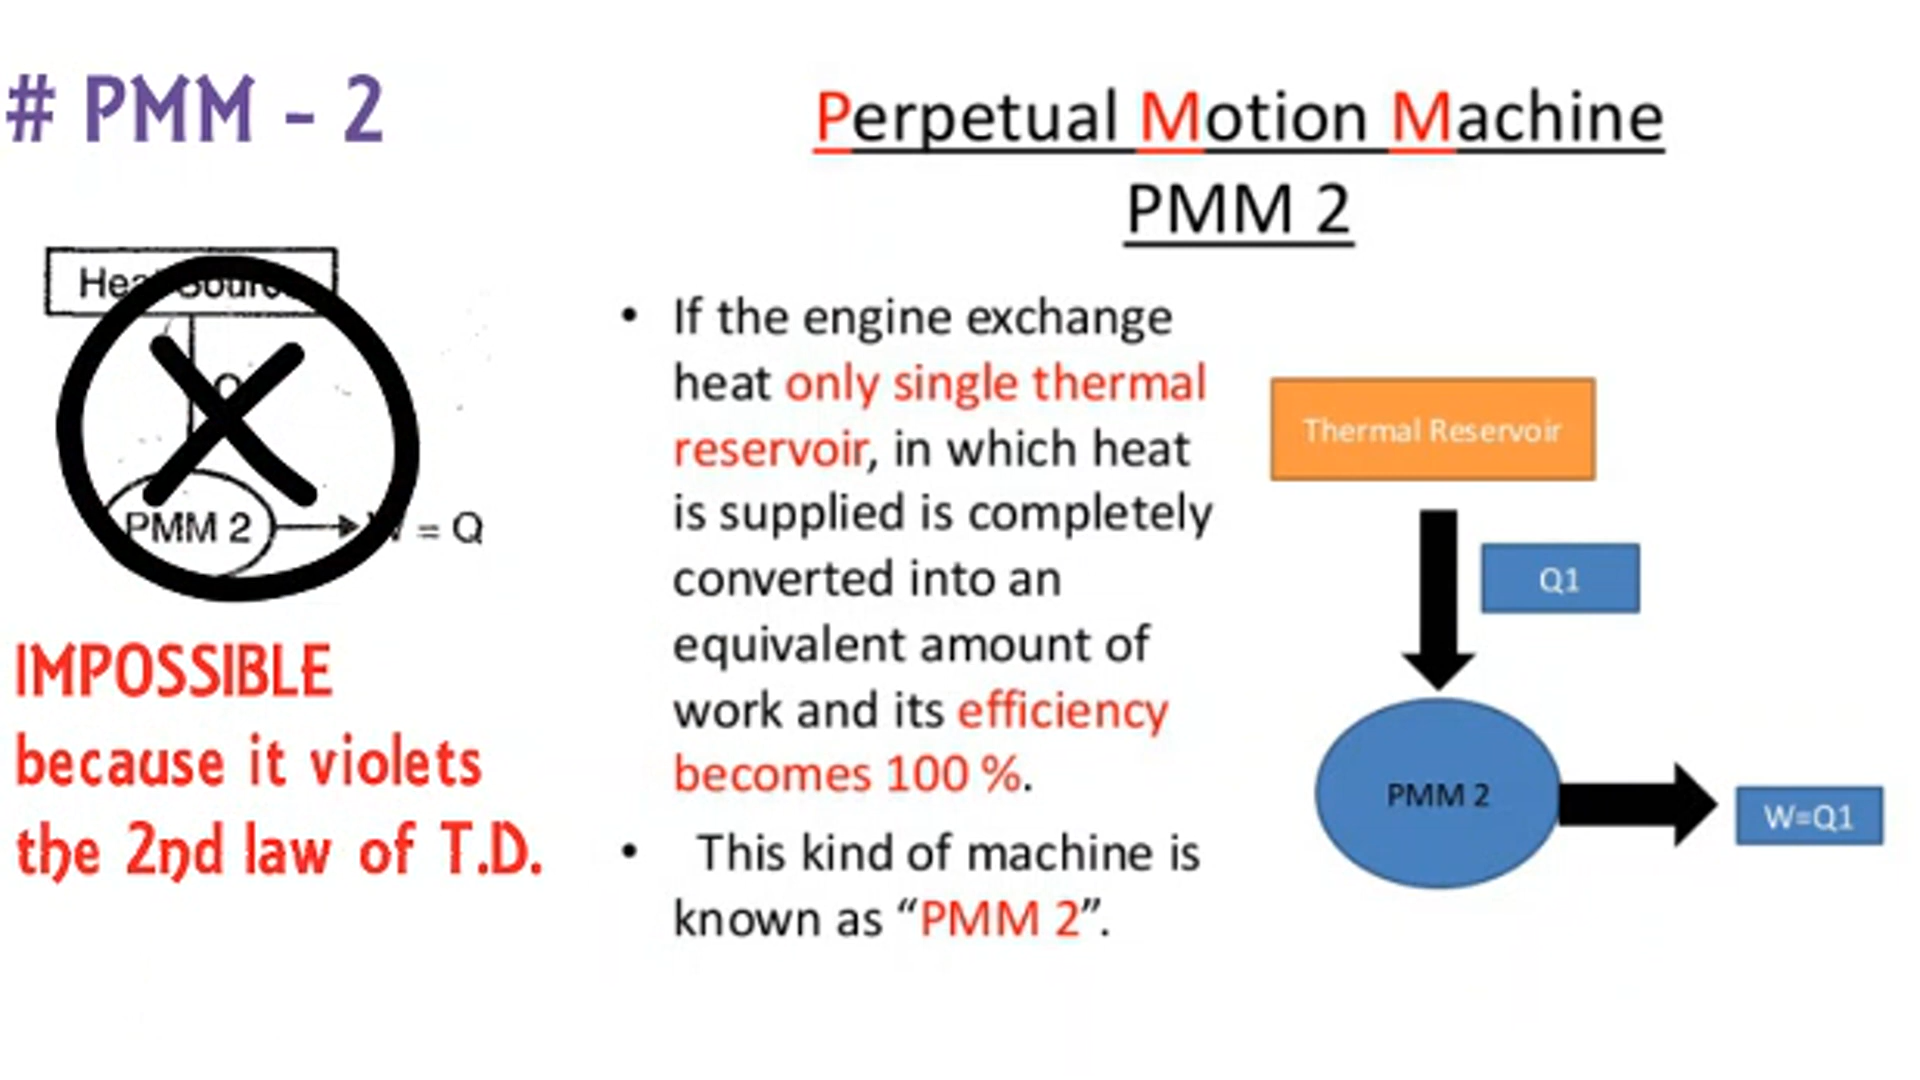 # PMM - 2
Perpetual Motion Machine
PMM 2
Heat Source
Q
PMM 2
= Q
IMPOSSIBLE
because it violets
the 2nd law of T.D.
• If the engine exchange
heat only single thermal
reservoir, in which heat
is supplied is completely
converted into an
equivalent amount of
work and its efficiency
becomes 100 %.
• This kind of machine is
known as “PMM 2”.
Thermal Reservoir
Q1
PMM 2
W=Q1